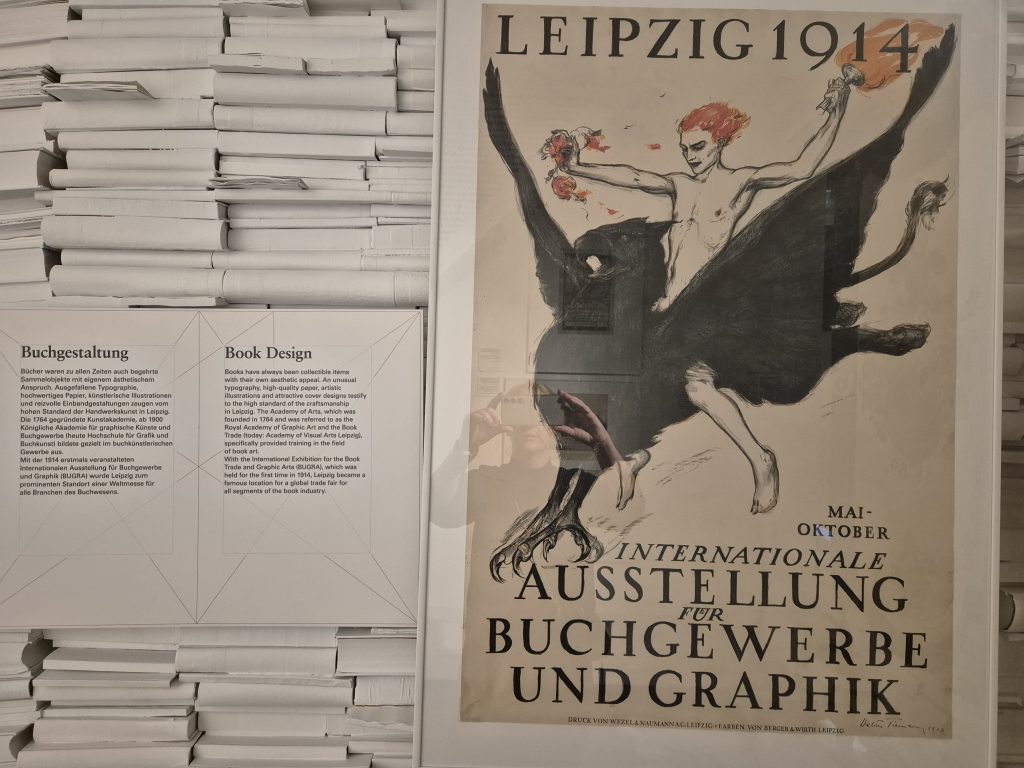 Buchgestaltung
Bücher waren zu allen Zeiten auch begehrte
Sammelobjekte mit eigenem ästhetischem
Anspruch. Ausgefallene Typographie,
hochwertiges Papier, künstlerische Illustrationen
und reizvolle Einbandgestaltungen zeugen vom
hohen Standard der Handwerkskunst in Leipzig.
Die 1764 gegründete Kunstakademie, ab 1900
Königliche Akademie für graphische Künste und
Buchgewerbe (heute Hochschule für Grafik und
Buchkunst) bildete gezielt im buchkünstlerischen
Gewerbe aus.
Mit der 1914 erstmals veranstalteten
Internationalen Ausstellung für Buchgewerbe
und Graphik (BUGRA) wurde Leipzig zum
prominenten Standort einer Weltmesse für
alle Branchen des Buchwesens.
Book Design
Books have always been collectible items
with their own aesthetic appeal. An unusual
typography, high-quality paper, artistic
illustrations and attractive cover designs testify
to the high standard of the craftsmanship
in Leipzig. The Academy of Arts, which was
founded in 1764 and was referred to as the
Royal Academy of Graphic Art and the Book
Trade (today: Academy of Visual Arts Leipzig),
specifically provided training in the field
of book art.
With the International Exhibition for the Book
Trade and Graphic Arts (BUGRA), which was
held for the first time in 1914, Leipzig became a
famous location for a global trade fair for
all segments of the book industry.
LEIPZIG 1914
MAI-
OKTOBER
INTERNATIONALE
AUSSTELLUNG
FÜR
BUCHGEWERBE
UND GRAPHIK
DRUCK VON WEZEL & NAUMANN A.G. LEIPZIG • FARBEN VON BERGER & WIRTH LEIPZIG